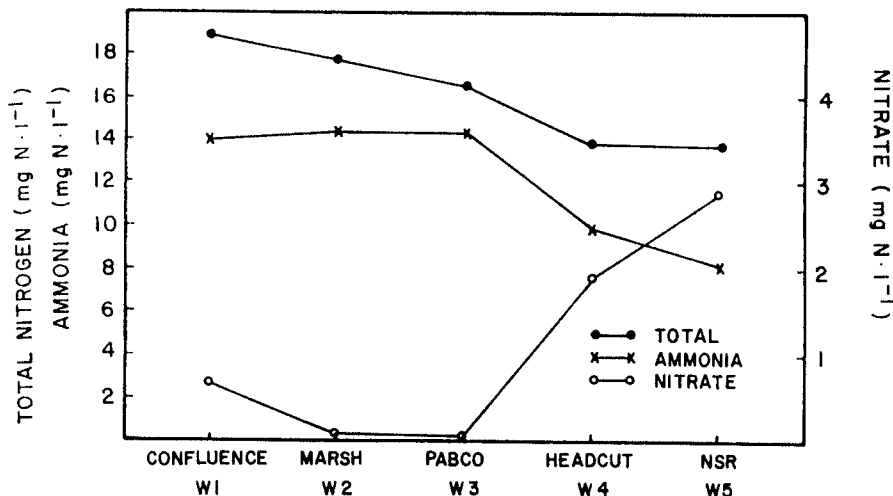 TOTAL NITROGEN (mg N·l⁻¹)
AMMONIA (mg N·l⁻¹)
18
16
14
12
10
8
6
4
2
4
3
2
1
NITRATE (mg N·l⁻¹)
TOTAL
AMMONIA
NITRATE
CONFLUENCE MARSH PABCO HEADCUT NSR
W1 W2 W3 W4 W5